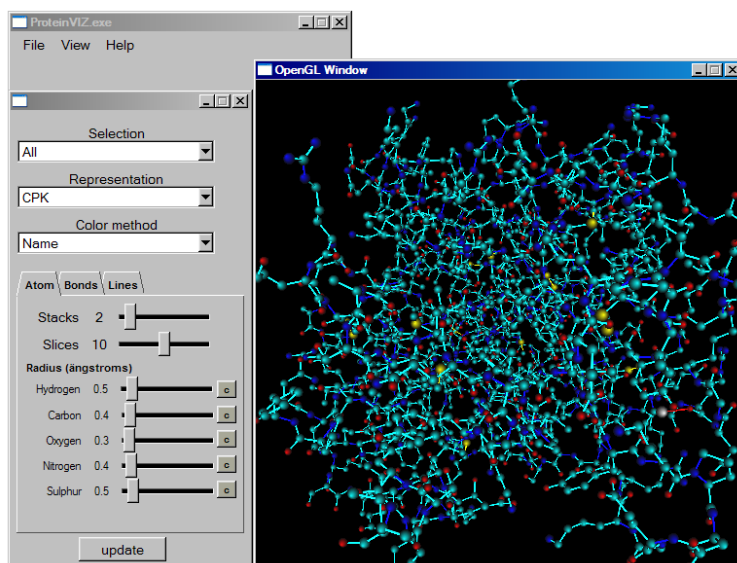 ProteinVIZ.exe
File View Help
OpenGL Window
Selection
All
Representation
CPK
Color method
Name
Atom Bonds Lines
Stacks 2
Slices 10
Radius (ängstroms)
Hydrogen 0.5 c
Carbon 0.4 c
Oxygen 0.3 c
Nitrogen 0.4 c
Sulphur 0.5 c
update